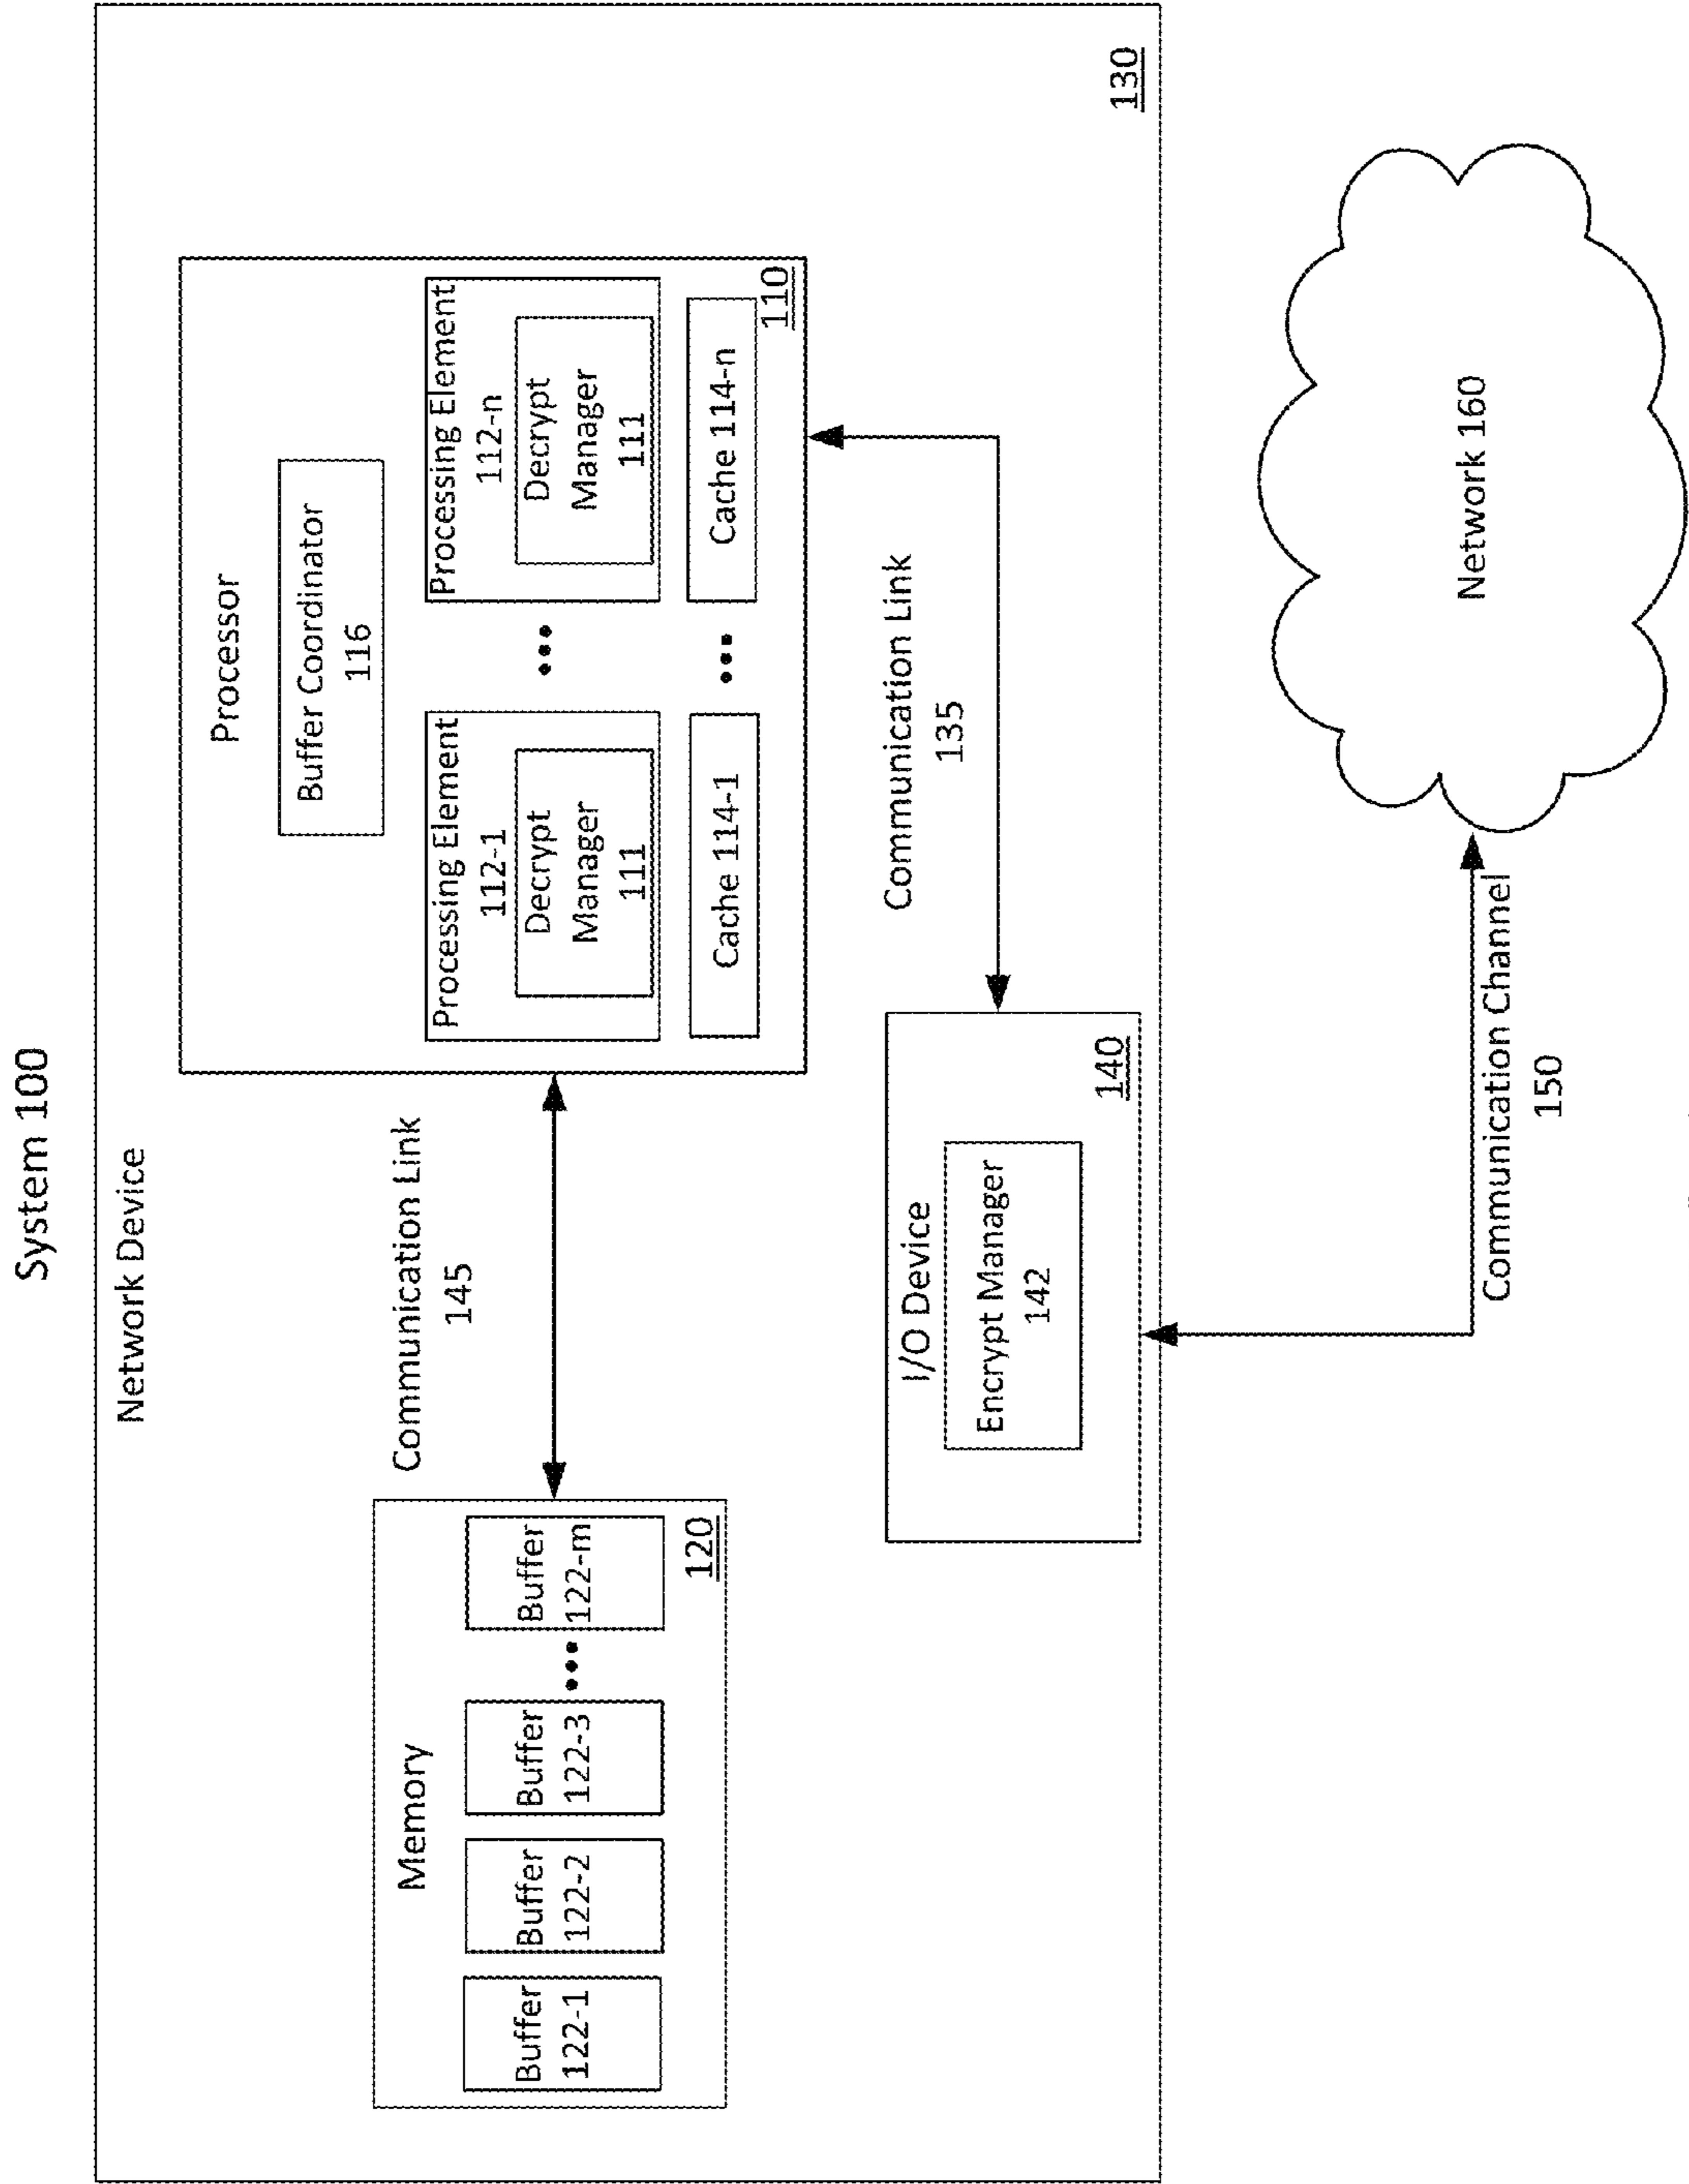 System 100
Network Device
Memory
Buffer
122-1
Buffer
122-2
Buffer
122-3
•••
Buffer
122-m
120
Communication Link
145
Processor
Buffer Coordinator
116
Processing Element
112-1
Decrypt
Manager
111
•••
Processing Element
112-n
Decrypt
Manager
111
Cache 114-1
•••
Cache 114-n
110
I/O Device
Encrypt Manager
142
140
Communication Link
135
130
Communication Channel
150
Network 160